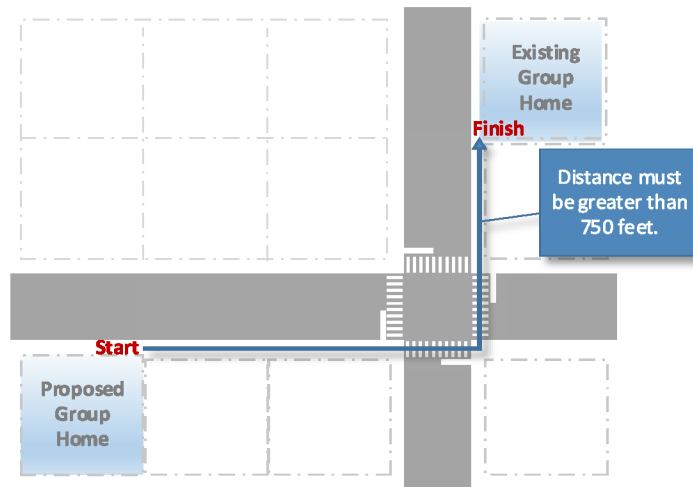 Existing
Group
Home
Finish
Distance must
be greater than
750 feet.
Start
Proposed
Group
Home